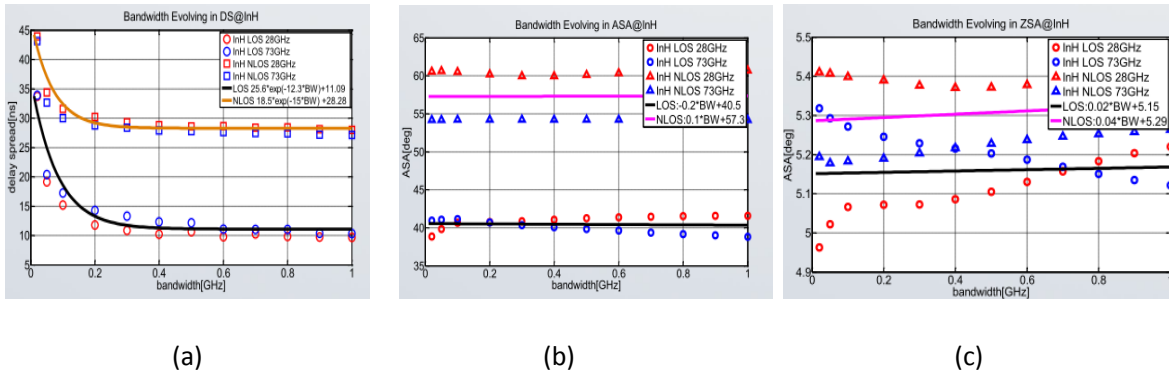 Bandwidth Evolving in DS@InH
45
40
35
30
25
20
15
10
5
0
0.2
0.4
0.6
0.8
1
delay spread[ns]
bandwidth[GHz]
InH LOS 28GHz
InH LOS 73GHz
InH NLOS 28GHz
InH NLOS 73GHz
LOS 25.6*exp(-12.3*BW)+11.09
NLOS 18.5*exp(-15*BW) +28.28
(a)
Bandwidth Evolving in ASA@InH
65
60
55
50
45
40
35
0
0.2
0.4
0.6
0.8
1
ASA[deg]
bandwidth[GHz]
InH LOS 28GHz
InH LOS 73GHz
InH NLOS 28GHz
InH NLOS 73GHz
LOS:-0.2*BW+40.5
NLOS:0.1*BW+57.3
(b)
Bandwidth Evolving in ZSA@InH
5.5
5.4
5.3
5.2
5.1
5
4.9
0
0.2
0.4
0.6
0.8
ASA[deg]
bandwidth[GHz]
InH LOS 28GHz
InH LOS 73GHz
InH NLOS 28GHz
InH NLOS 73GHz
LOS:0.02*BW+5.15
NLOS:0.04*BW+5.29
(c)